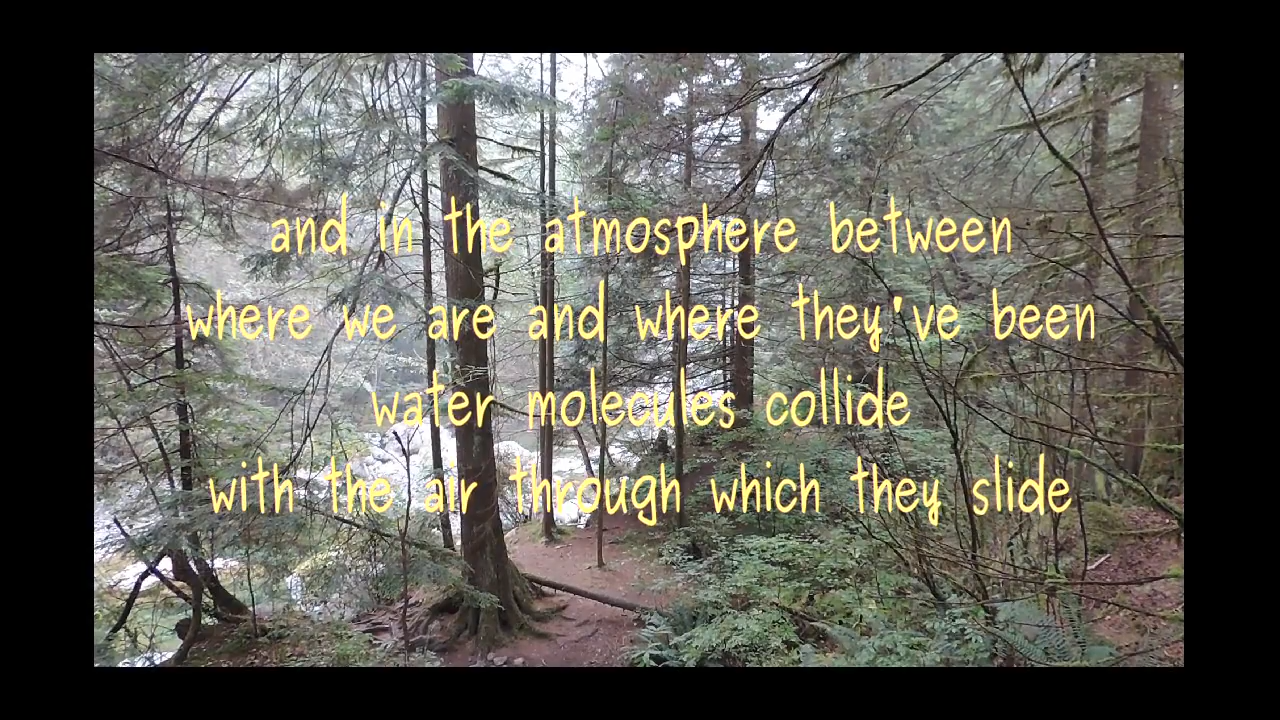 and in the atmosphere between
where we are and where they've been
water molecules collide
with the air through which they slide